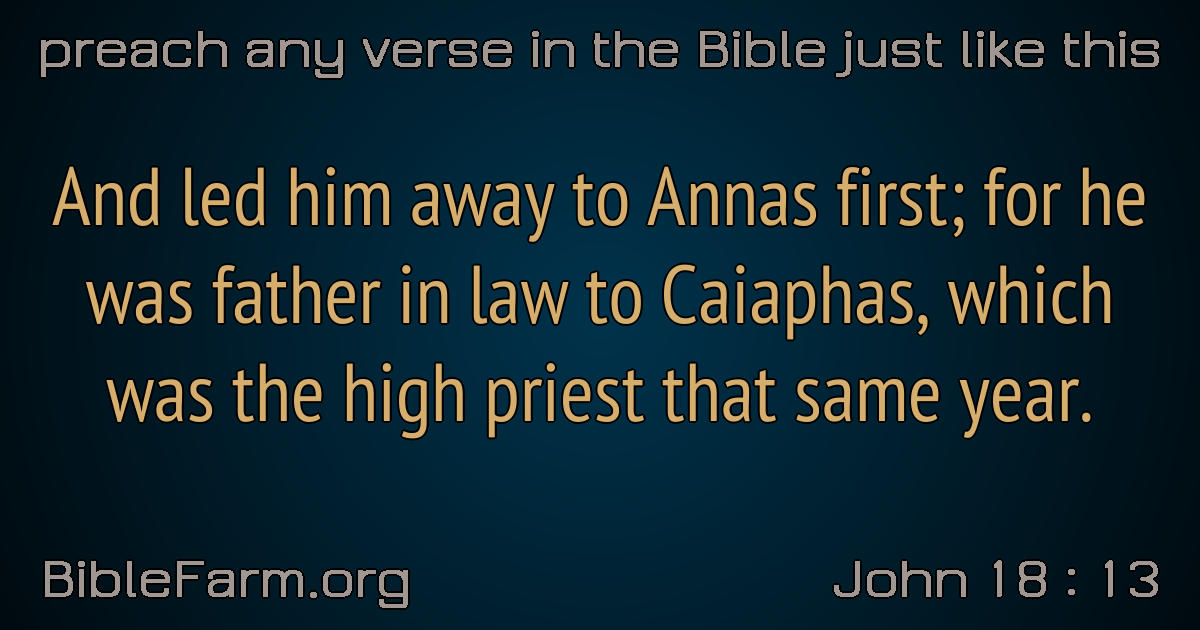 preach any verse in the Bible just like this
And led him away to Annas first; for he
was father in law to Caiaphas, which
was the high priest that same year.
BibleFarm.org
John 18 : 13